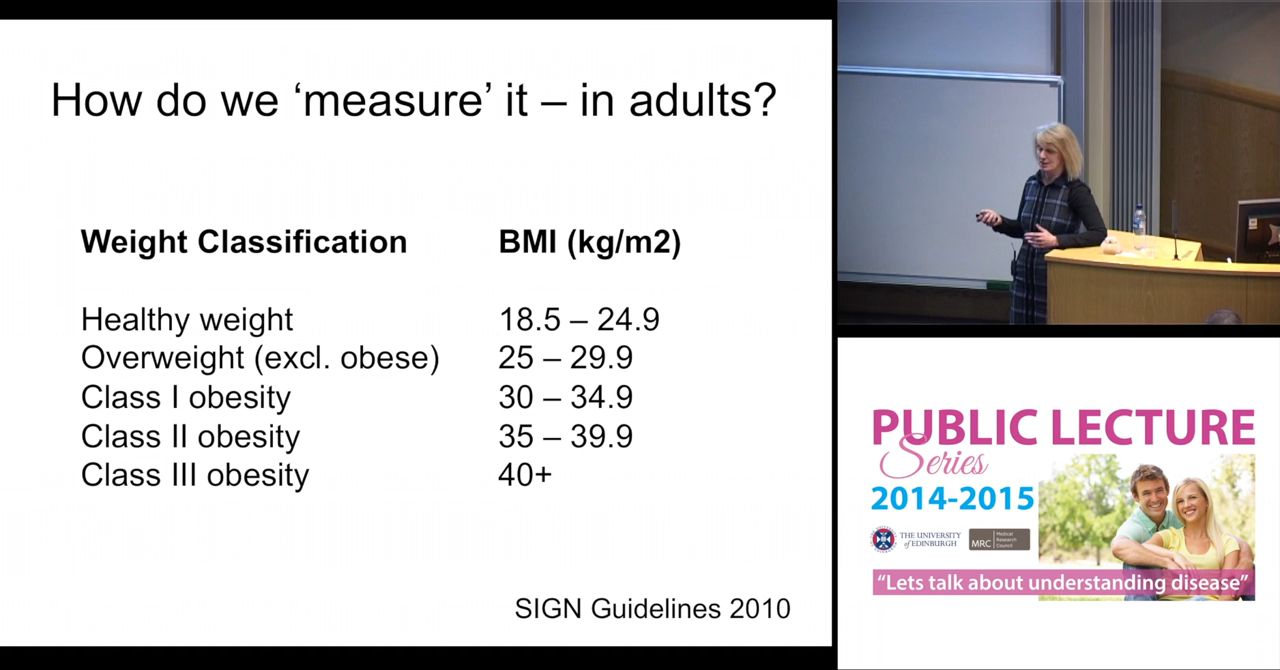 How do we ‘measure’ it – in adults?
Weight Classification BMI (kg/m2)
Healthy weight 18.5 – 24.9
Overweight (excl. obese) 25 – 29.9
Class I obesity 30 – 34.9
Class II obesity 35 – 39.9
Class III obesity 40+
SIGN Guidelines 2010
PUBLIC LECTURE
Series
2014-2015
THE UNIVERSITY
of EDINBURGH
MRC
Medical
Research
Council
“Lets talk about understanding disease”